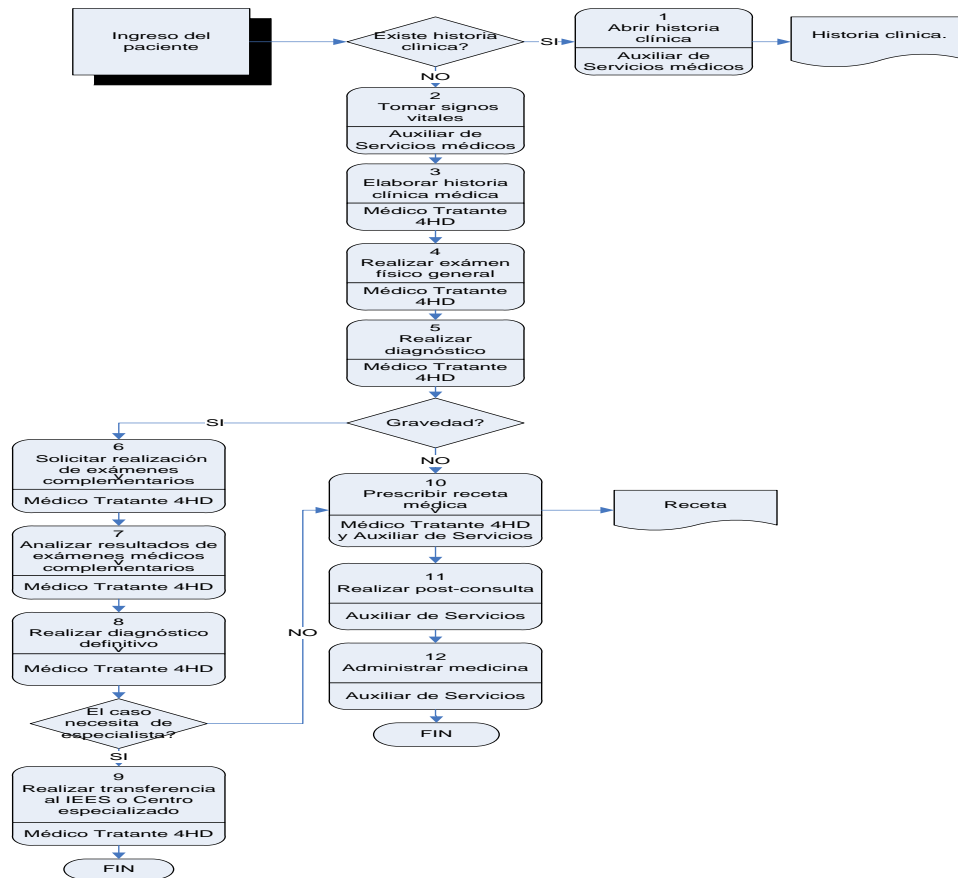 Ingreso del
paciente
Existe historia
clìnica?
SI
1
Abrir historia
clínica
Auxiliar de
Servicios médicos
Historia clìnica.
NO
2
Tomar signos
vitales
Auxiliar de
Servicios médicos
3
Elaborar historia
clínica médica
Médico Tratante
4HD
4
Realizar exámen
físico general
Médico Tratante
4HD
5
Realizar
diagnóstico
Médico Tratante
4HD
Gravedad?
SI
NO
6
Solicitar realización
de exámenes
complementarios
Médico Tratante 4HD
7
Analizar resultados de
exámenes médicos
complementarios
Médico Tratante 4HD
8
Realizar diagnóstico
definitivo
Médico Tratante 4HD
El caso
necesita de
especialista?
NO
SI
9
Realizar transferencia
al IEES o Centro
especializado
Médico Tratante 4HD
FIN
10
Prescribir receta
médica
Médico Tratante 4HD
y Auxiliar de Servicios
Receta
11
Realizar post-consulta
Auxiliar de Servicios
12
Administrar medicina
Auxiliar de Servicios
FIN